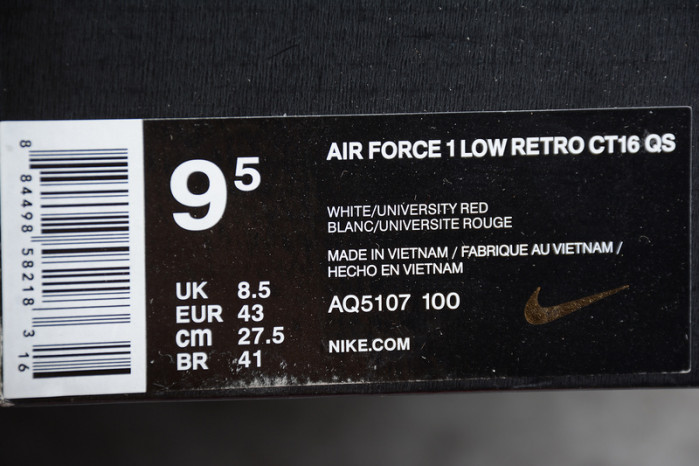 8 84498 58218 3 16
9 5
UK 8.5
EUR 43
cm 27.5
BR 41
AIR FORCE 1 LOW RETRO CT16 QS
WHITE/UNIVERSITY RED
BLANC/UNIVERSITE ROUGE
MADE IN VIETNAM / FABRIQUE AU VIETNAM /
HECHO EN VIETNAM
AQ5107 100
NIKE.COM